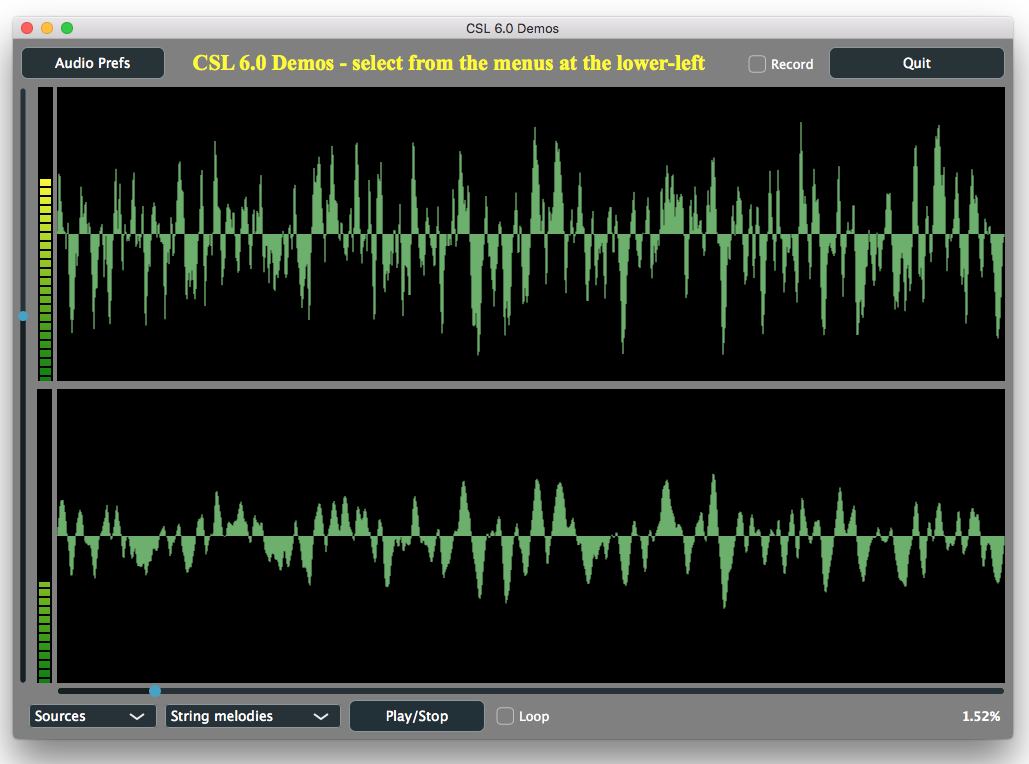 CSL 6.0 Demos
Audio Prefs
CSL 6.0 Demos - select from the menus at the lower-left
Record
Quit
Sources
String melodies
Play/Stop
Loop
1.52%